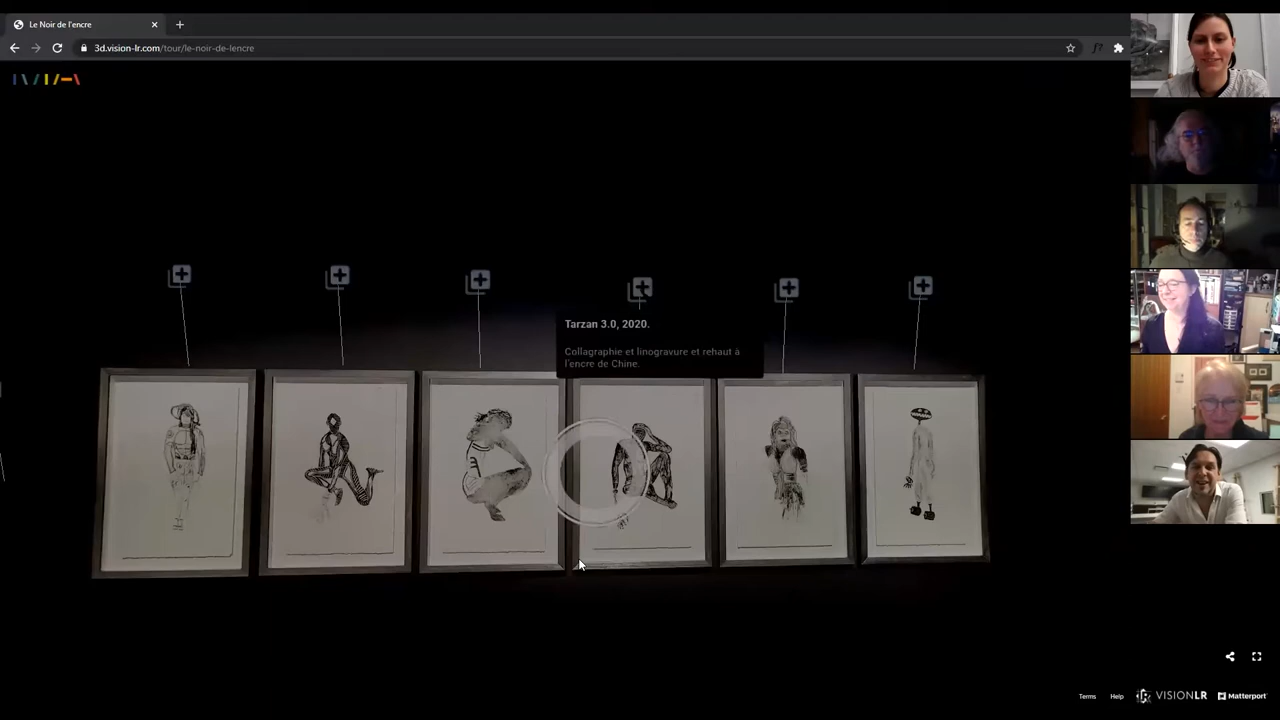 Le Noir de l'encre
3d.vision-lr.com/tour/le-noir-de-lencre
f?
Tarzan 3.0, 2020.
Collagraphie et linogravure et rehaut à
l'encre de Chine.
Terms Help VISIONLR Matterport